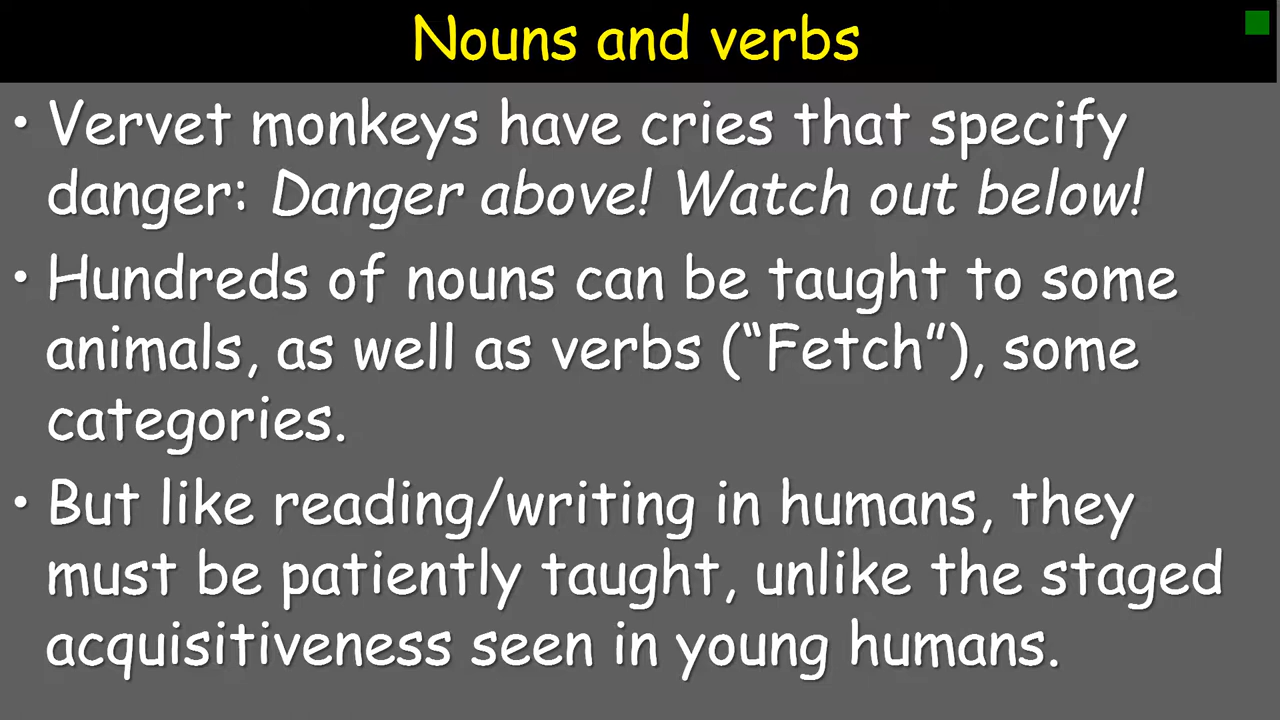 Nouns and verbs
• Vervet monkeys have cries that specify
danger: Danger above! Watch out below!
• Hundreds of nouns can be taught to some
animals, as well as verbs (“Fetch”), some
categories.
• But like reading/writing in humans, they
must be patiently taught, unlike the staged
acquisitiveness seen in young humans.